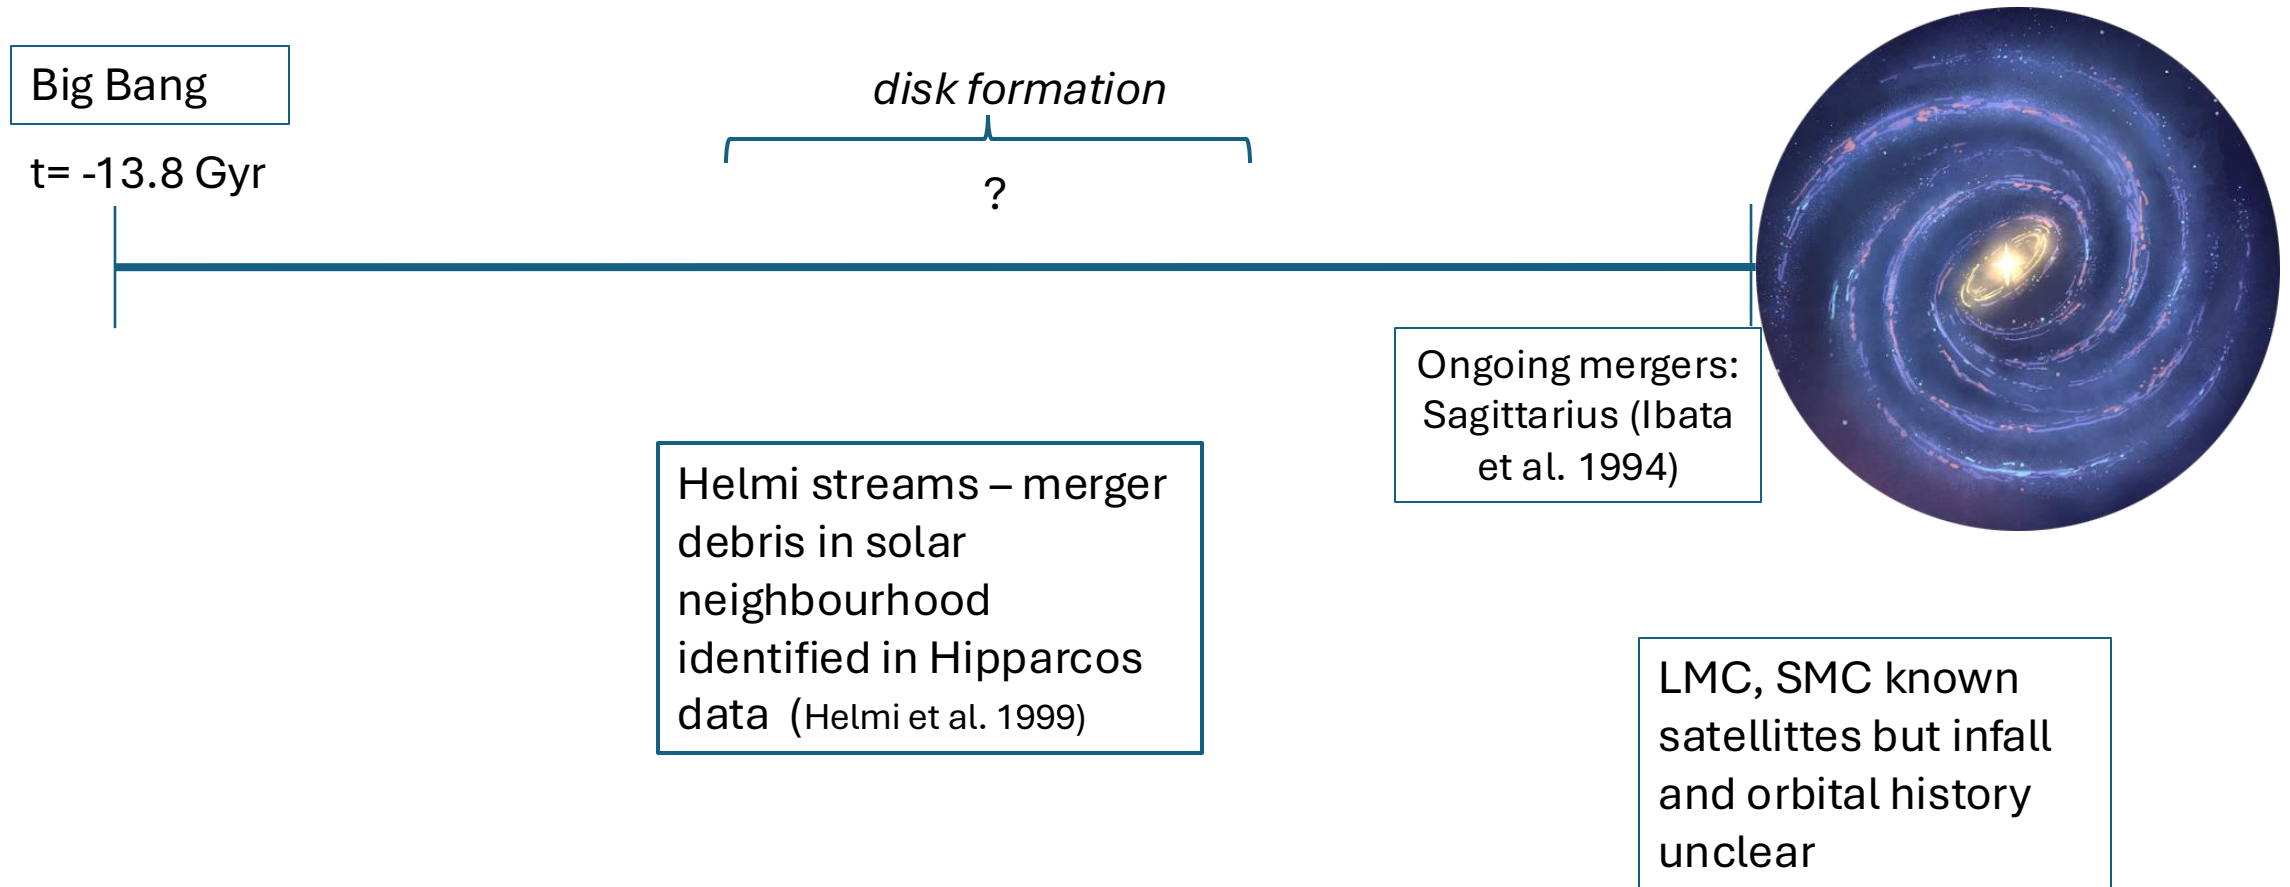 Big Bang
t= -13.8 Gyr
disk formation
?
Ongoing mergers:
Sagittarius (Ibata
et al. 1994)
Helmi streams – merger
debris in solar
neighbourhood
identified in Hipparcos
data (Helmi et al. 1999)
LMC, SMC known
satellittes but infall
and orbital history
unclear